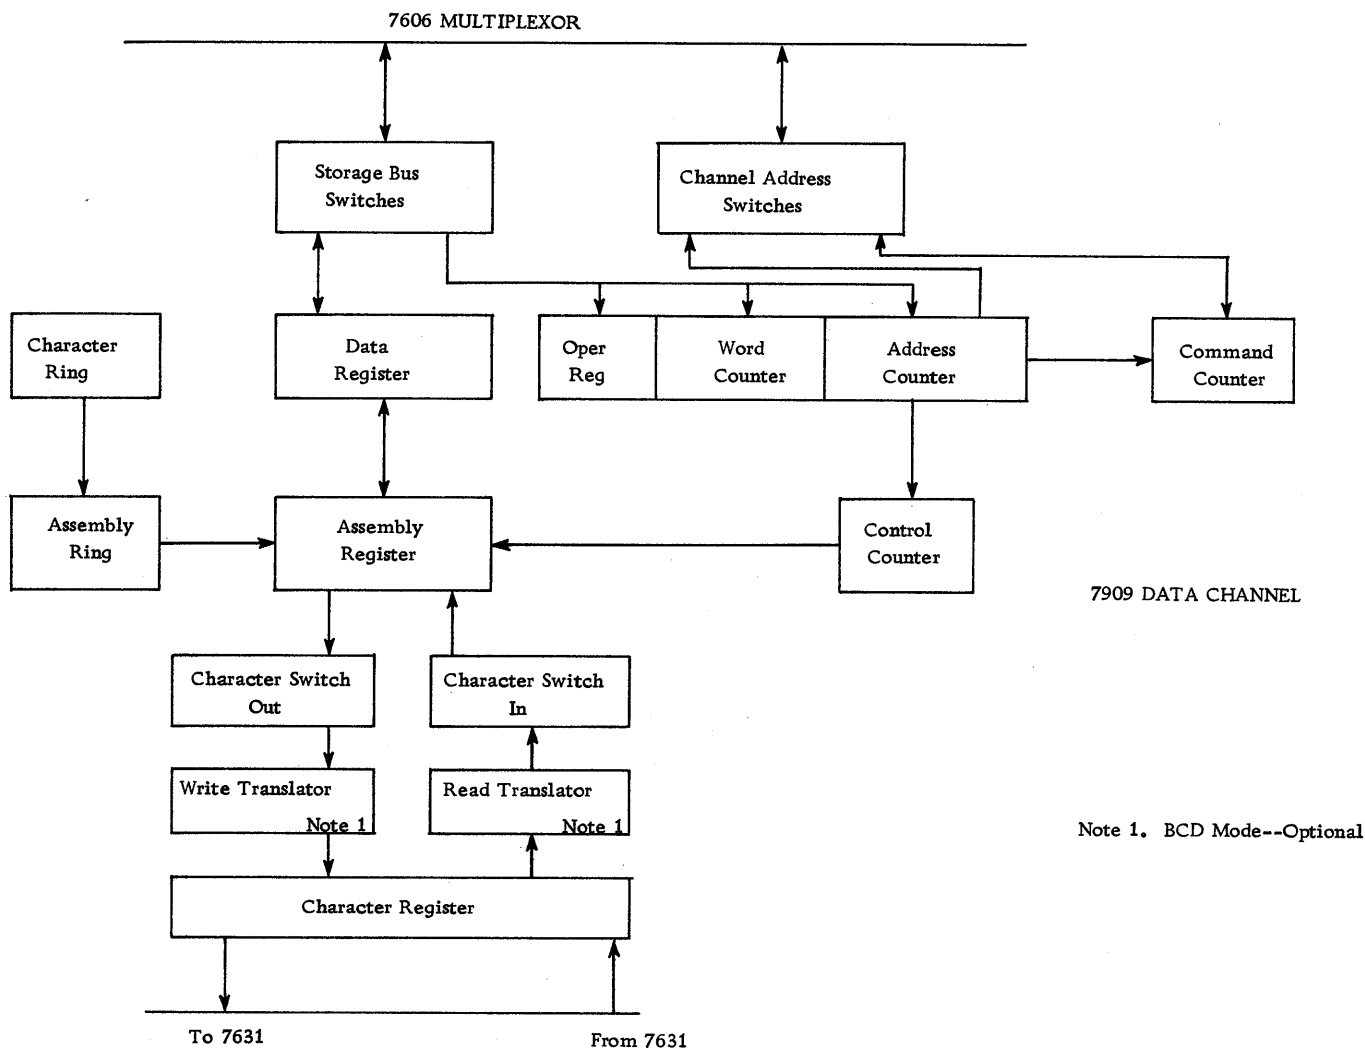 7606 MULTIPLEXOR
Storage Bus
Switches
Channel Address
Switches
Character
Ring
Data
Register
Oper
Reg
Word
Counter
Address
Counter
Command
Counter
Assembly
Ring
Assembly
Register
Control
Counter
7909 DATA CHANNEL
Character Switch
Out
Character Switch
In
Write Translator
Note 1
Read Translator
Note 1
Note 1. BCD Mode--Optional
Character Register
To 7631
From 7631